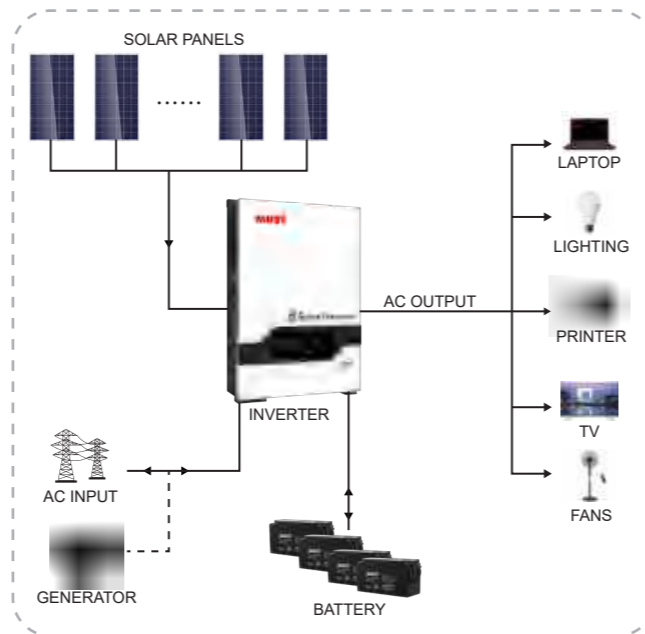 SOLAR PANELS
LAPTOP
LIGHTING
AC OUTPUT
PRINTER
INVERTER
TV
AC INPUT
FANS
GENERATOR
BATTERY